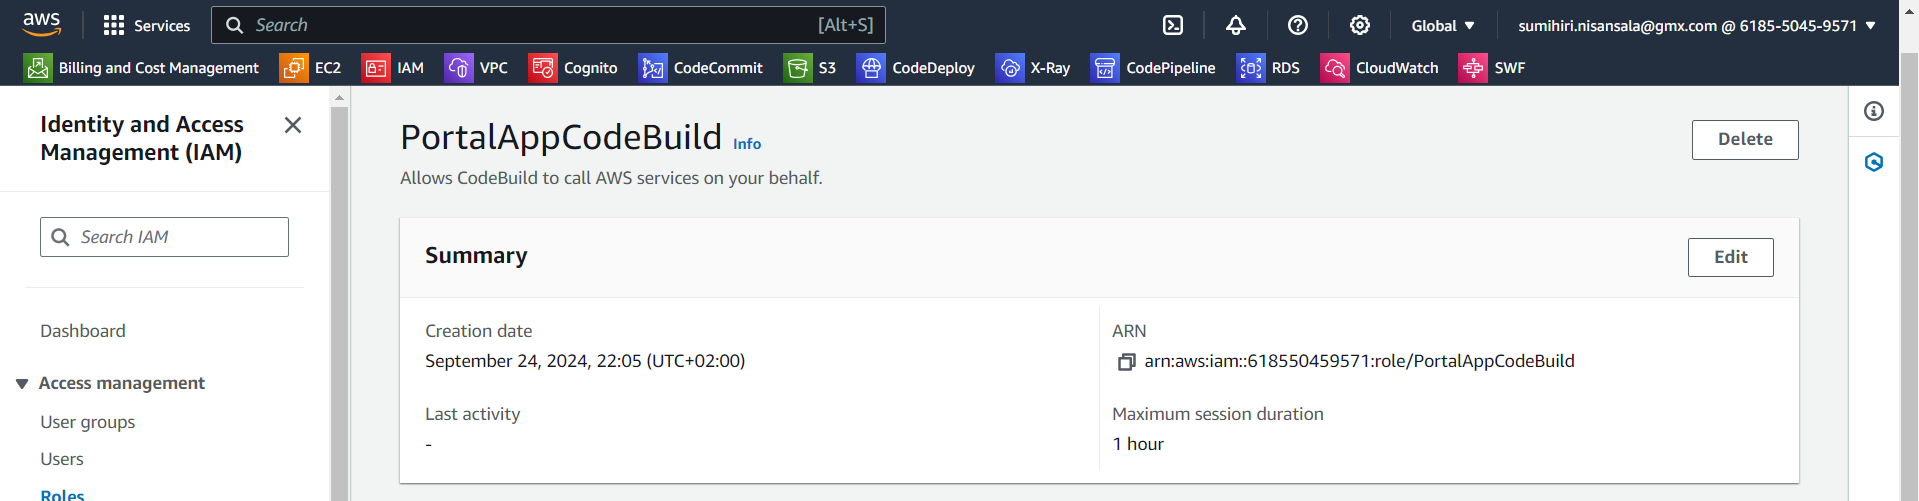 aws
Services
Search
[Alt+S]
Global
sumihiri.nisansala@gmx.com @ 6185-5045-9571
Billing and Cost Management
EC2
IAM
VPC
Cognito
CodeCommit
S3
CodeDeploy
X-Ray
CodePipeline
RDS
CloudWatch
SWF
Identity and Access
Management (IAM)
Search IAM
Dashboard
Access management
User groups
Users
Roles
PortalAppCodeBuild Info
Allows CodeBuild to call AWS services on your behalf.
Delete
Summary
Edit
Creation date
September 24, 2024, 22:05 (UTC+02:00)
ARN
arn:aws:iam::618550459571:role/PortalAppCodeBuild
Last activity
-
Maximum session duration
1 hour